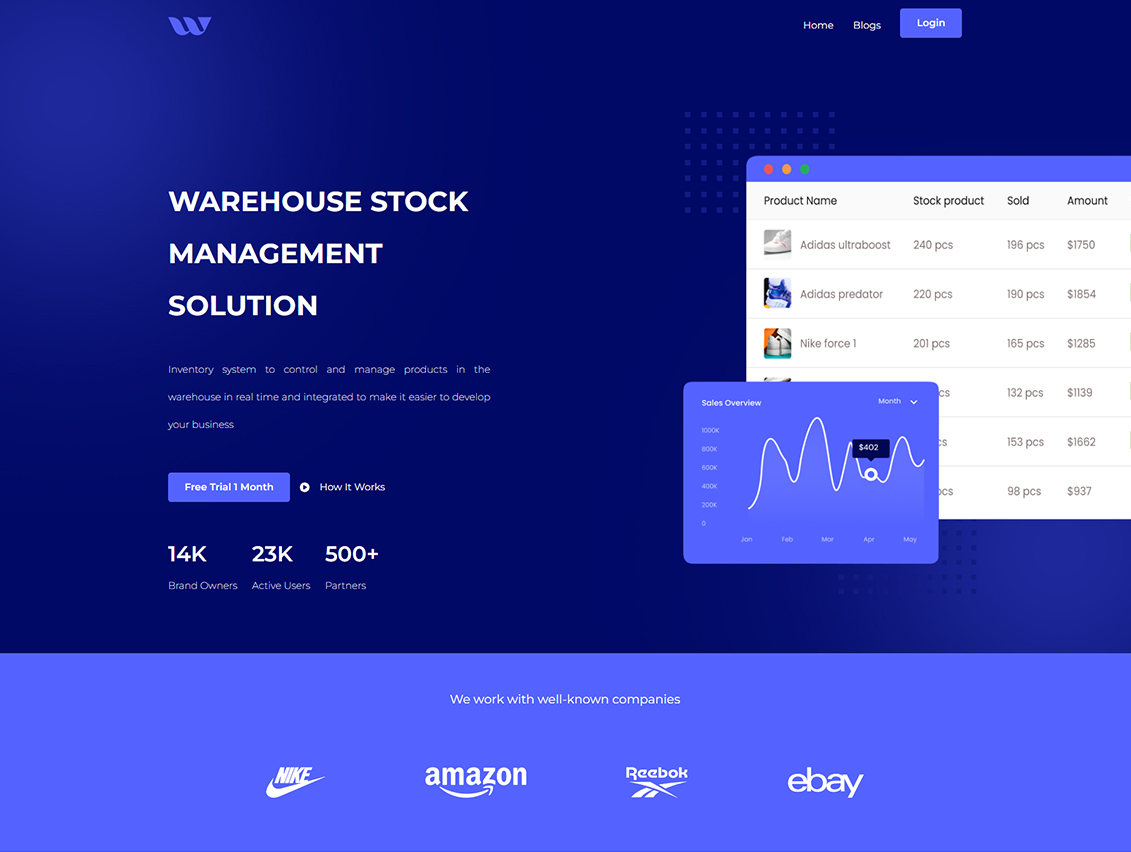 Home Blogs Login
WAREHOUSE STOCK
MANAGEMENT
SOLUTION
Inventory system to control and manage products in the
warehouse in real time and integrated to make it easier to develop
your business
Free Trial 1 Month How It Works
14K 23K 500+
Brand Owners Active Users Partners
Product Name Stock product Sold Amount
Adidas ultraboost 240 pcs 196 pcs $1750
Adidas predator 220 pcs 190 pcs $1854
Nike force 1 201 pcs 165 pcs $1285
cs 132 pcs $1139
cs 153 pcs $1662
ocs 98 pcs $937
Sales Overview Month
1000K
800K
600K
400K
200K
0
$402
Jan Feb Mar Apr May
We work with well-known companies
NIKE amazon Reebok ebay